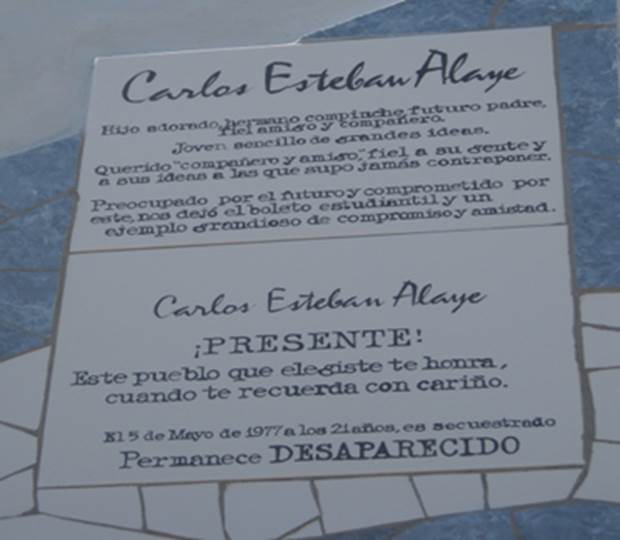 Carlos Esteban Alaye
Hijo adorado, hermano compinche, futuro padre,
fiel amigo y compañero.
Joven sencillo de grandes ideas.
Querido "compañero y amigo," fiel a su gente y
a sus ideas a las que supo jamás contraponer.
Preocupado por el futuro y comprometido por
este, nos dejó el boleto estudiantil y un
ejemplo grandioso de compromiso y amistad.
Carlos Esteban Alaye
¡PRESENTE!
Este pueblo que elegiste te honra,
cuando te recuerda con cariño.
El 5 de Mayo de 1977 a los 21 años, es secuestrado
Permanece DESAPARECIDO